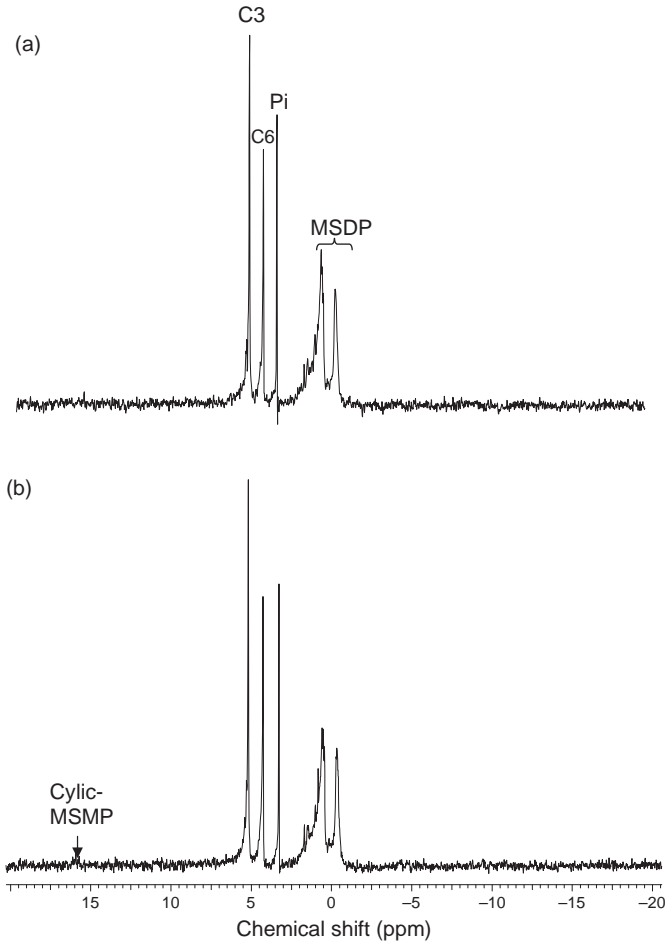 (a)
C3
C6
Pi
MSDP
(b)
Cylic-
MSMP
15 10 5 0 –5 –10 –15 –20
Chemical shift (ppm)